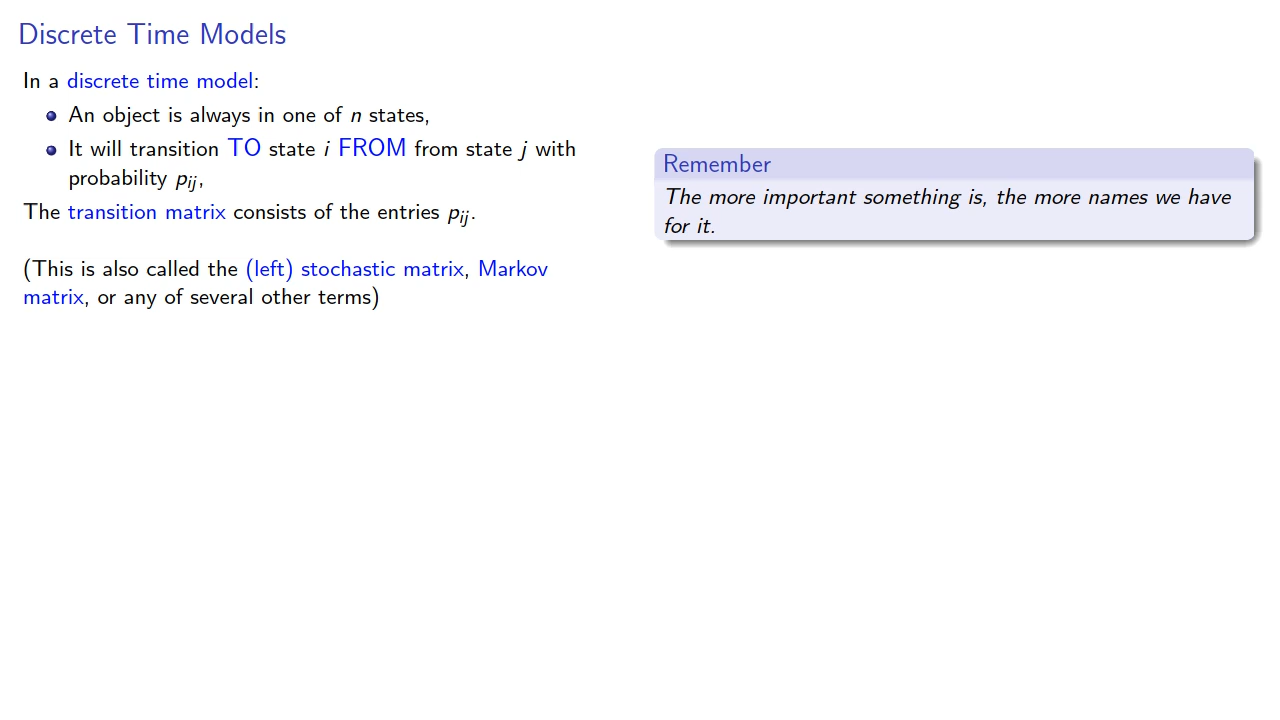 Discrete Time Models
In a discrete time model:
An object is always in one of n states,
It will transition TO state i FROM from state j with
probability p_ij,
The transition matrix consists of the entries p_ij.
(This is also called the (left) stochastic matrix, Markov
matrix, or any of several other terms)
Remember
The more important something is, the more names we have
for it.